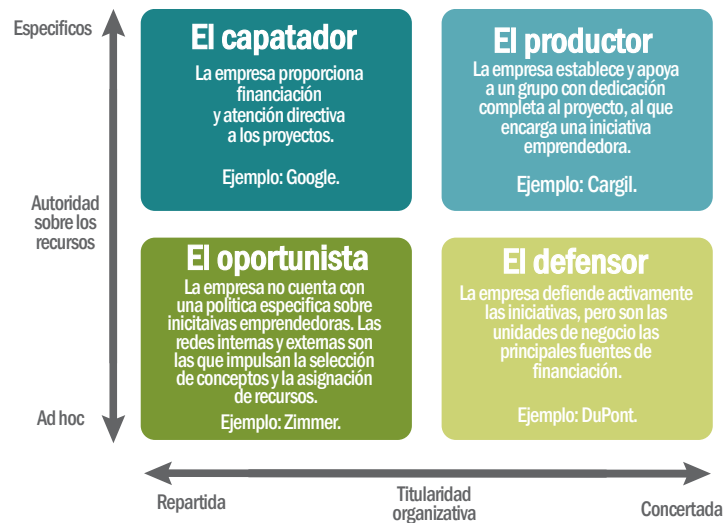 Especificos
Autoridad
sobre los
recursos
Ad hoc
El capatador
La empresa proporciona
financiación
y atención directiva
a los proyectos.
Ejemplo: Google.
El productor
La empresa establece y apoya
a un grupo con dedicación
completa al proyecto, al que
encarga una iniciativa
emprendedora.
Ejemplo: Cargil.
El oportunista
La empresa no cuenta con
una política especifica sobre
inicitaivas emprendedoras. Las
redes internas y externas son
las que impulsán la selección
de conceptos y la asignación
de recursos.
Ejemplo: Zimmer.
El defensor
La empresa defiende activamente
las iniciativas, pero son las
unidades de negocio las
principales fuentes de
financiación.
Ejemplo: DuPont.
Repartida
Titularidad
organizativa
Concertada